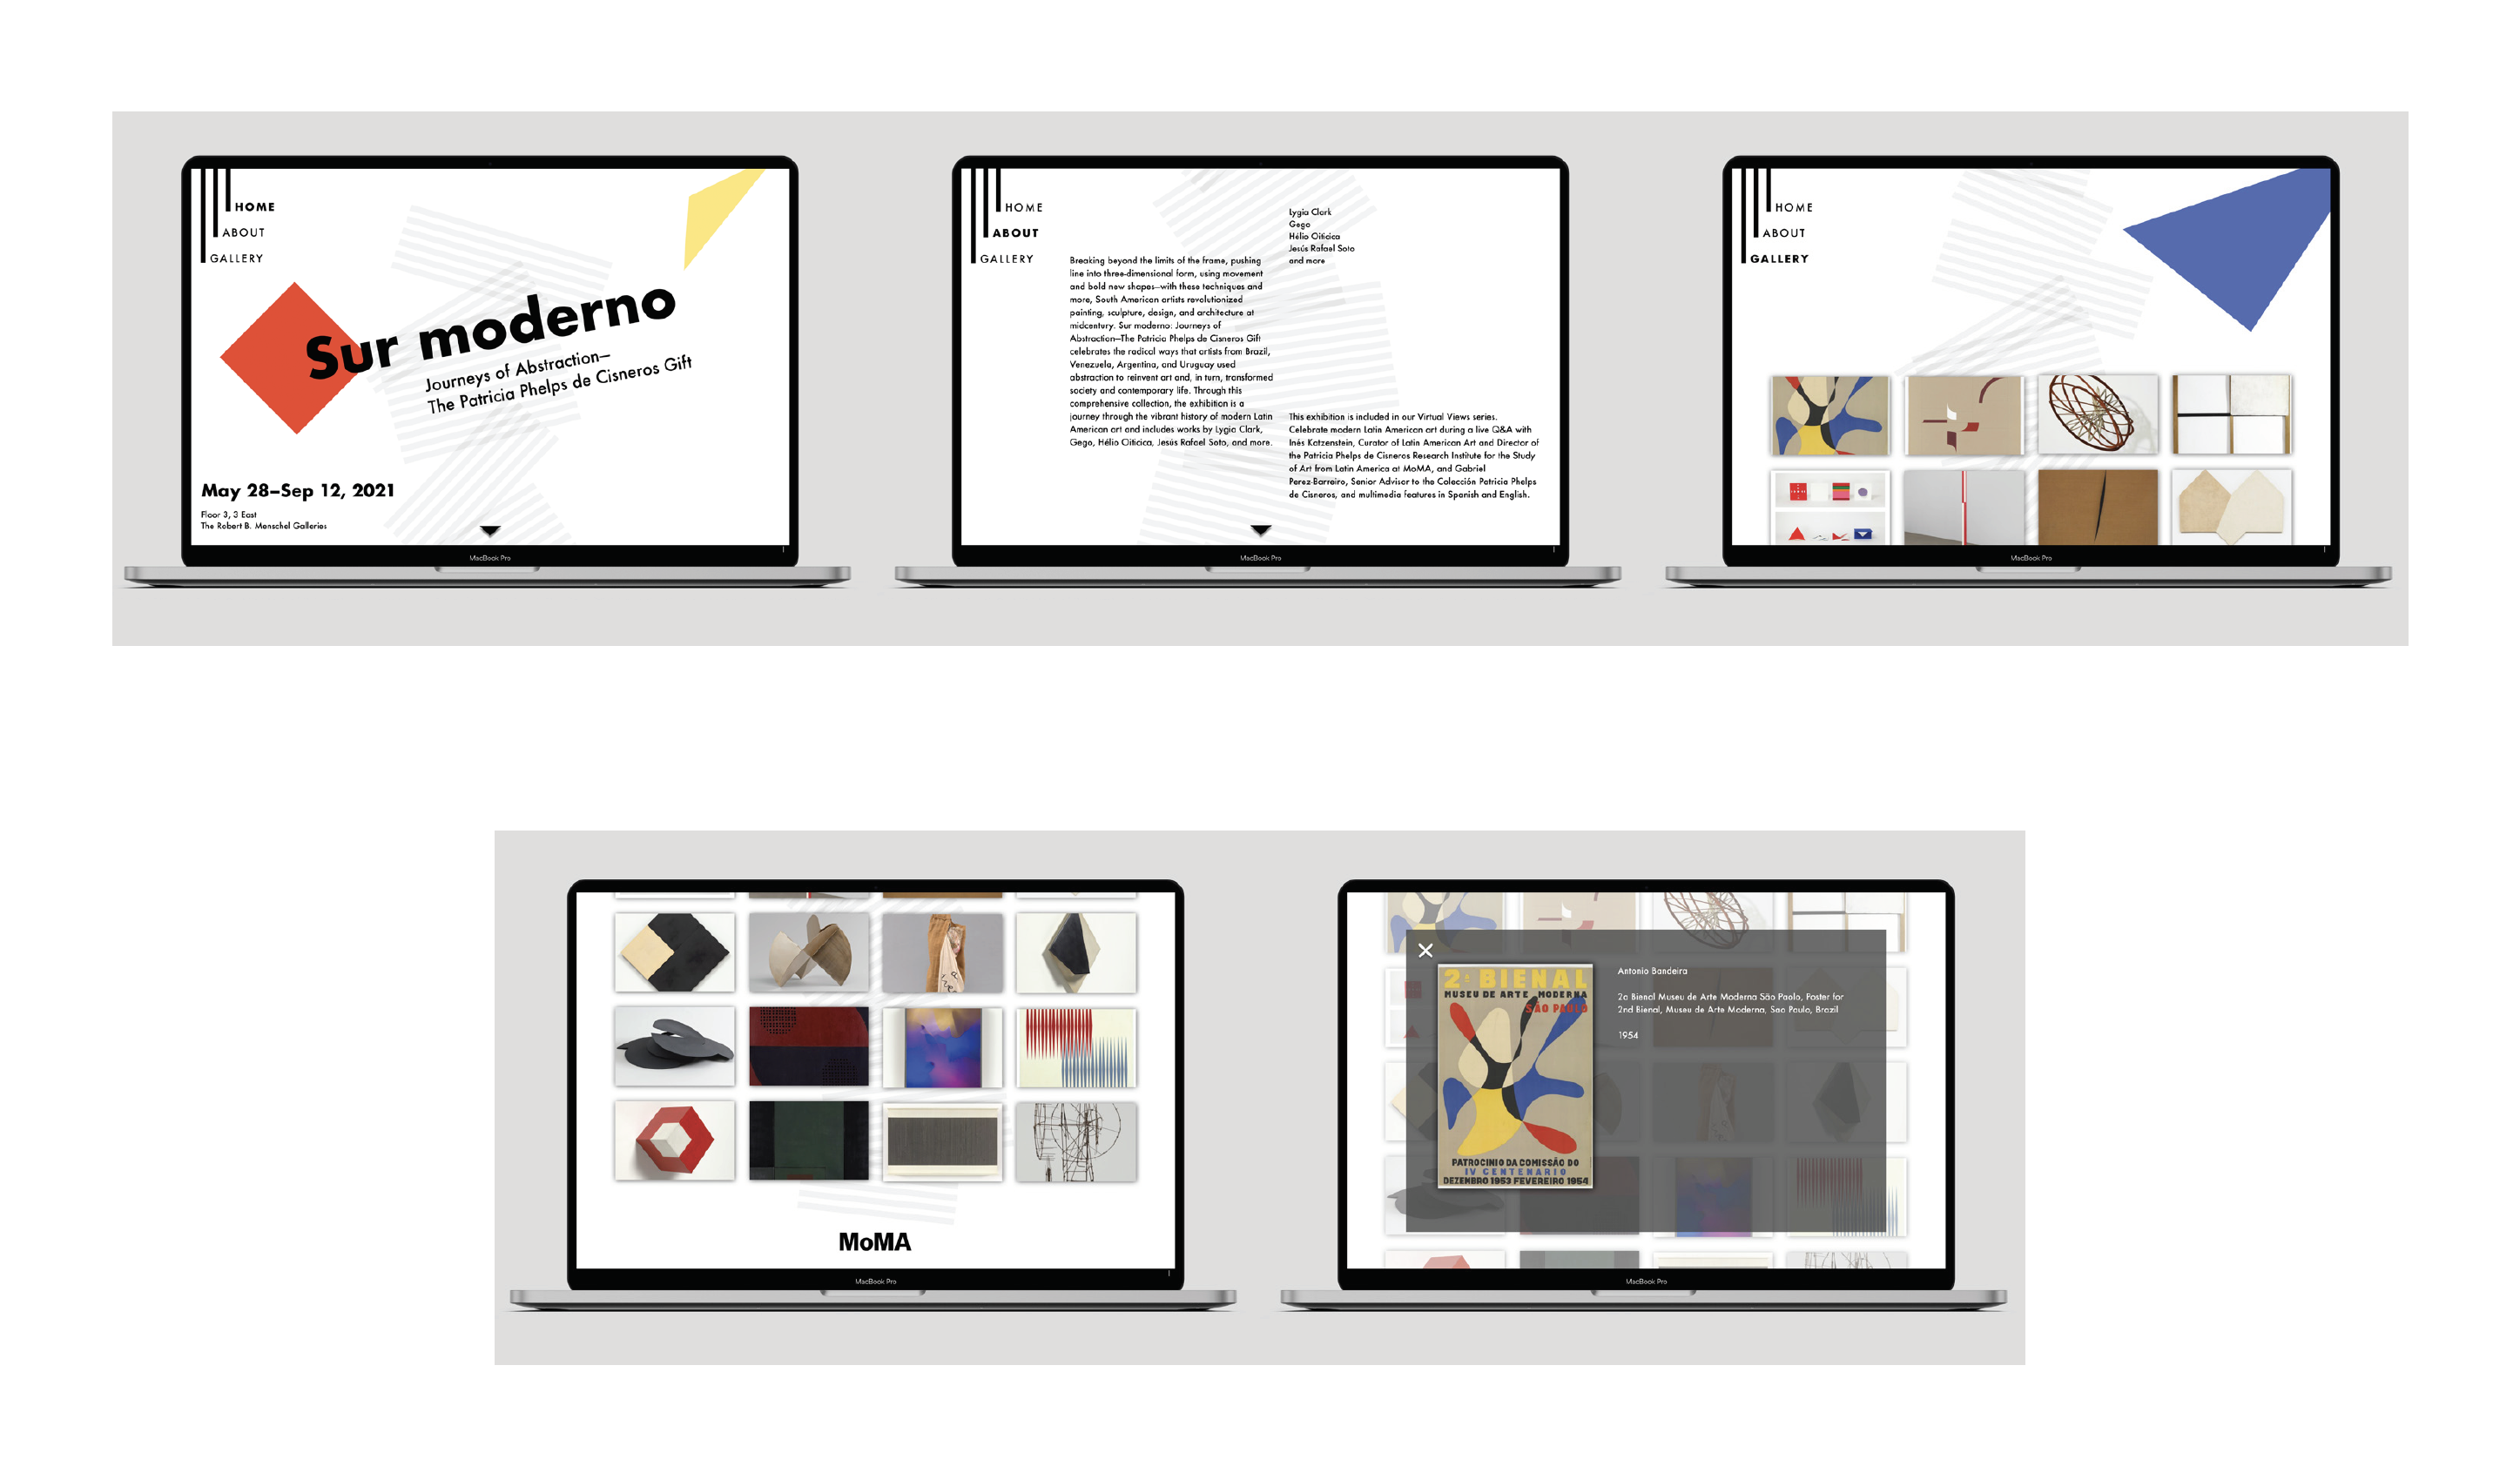 HOME
ABOUT
GALLERY
Sur moderno
Journeys of Abstraction—
The Patricia Phelps de Cisneros Gift
May 28–Sep 12, 2021
Floor 3, 3 East
The Robert B. Menschel Galleries
MacBook Pro
HOME
ABOUT
GALLERY
Breaking beyond the limits of the frame, pushing
line into three-dimensional form, using movement
and bold new shapes—with these techniques and
more, South American artists revolutionized
painting, sculpture, design, and architecture at
midcentury. Sur moderno: Journeys of
Abstraction—The Patricia Phelps de Cisneros Gift
celebrates the radical ways that artists from Brazil,
Venezuela, Argentina, and Uruguay used
abstraction to reinvent art and, in turn, transformed
society and contemporary life. Through this
comprehensive collection, the exhibition is a
journey through the vibrant history of modern Latin
American art and includes works by Lygia Clark,
Gego, Hélio Oiticica, Jesús Rafael Soto, and more.
Lygia Clark
Gego
Hélio Oiticica
Jesús Rafael Soto
and more
This exhibition is included in our Virtual Views series.
Celebrate modern Latin American art during a live Q&A with
Inés Katzenstein, Curator of Latin American Art and Director of
the Patricia Phelps de Cisneros Research Institute for the Study
of Art from Latin America at MoMA, and Gabriel
Perez-Barreiro, Senior Advisor to the Colección Patricia Phelps
de Cisneros, and multimedia features in Spanish and English.
MacBook Pro
HOME
ABOUT
GALLERY
MacBook Pro
MoMA
MacBook Pro
2ª BIENAL
MUSEU DE ARTE MODERNA
SÃO PAULO
PATROCINIO DA COMISSÃO DO
IV CENTENARIO
DEZEMBRO 1953 FEVEREIRO 1954
Antonio Bandeira
2a Bienal Museu de Arte Moderna São Paolo, Poster for
2nd Bienal, Museu de Arte Moderna, Sao Paulo, Brazil
1954
MacBook Pro